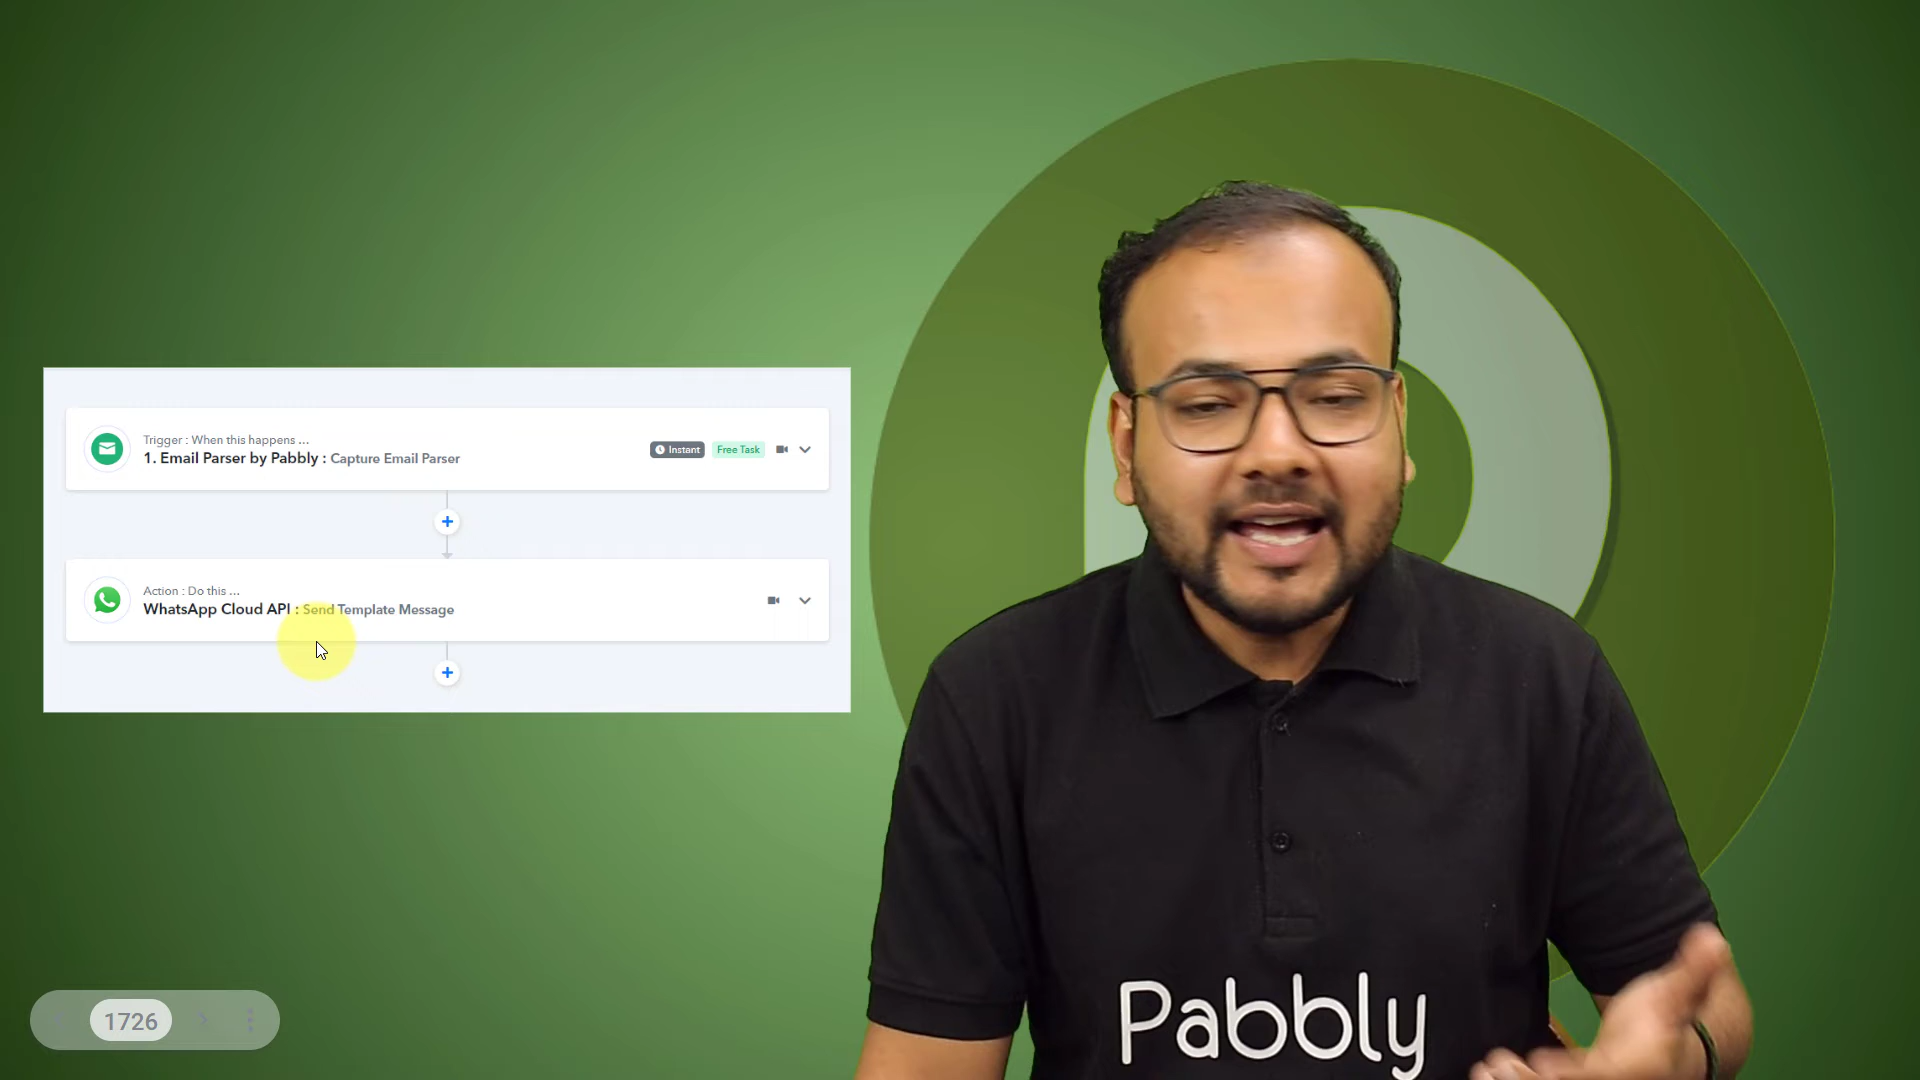 Trigger : When this happens ...
1. Email Parser by Pabbly : Capture Email Parser
Instant
Free Task
Action : Do this ...
WhatsApp Cloud API : Send Template Message
1726
Pabbly